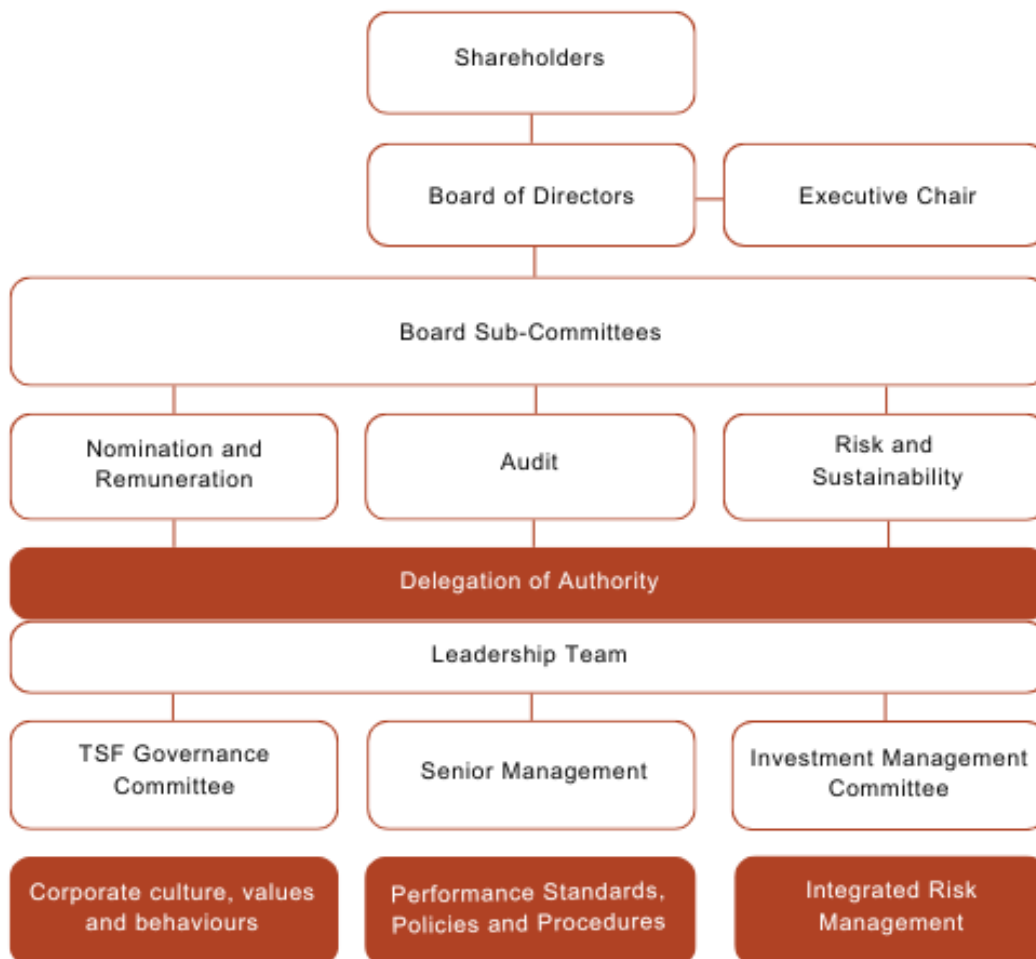 Shareholders
Board of Directors
Executive Chair
Board Sub-Committees
Nomination and
Remuneration
Audit
Risk and
Sustainability
Delegation of Authority
Leadership Team
TSF Governance
Committee
Senior Management
Investment Management
Committee
Corporate culture, values
and behaviours
Performance Standards,
Policies and Procedures
Integrated Risk
Management